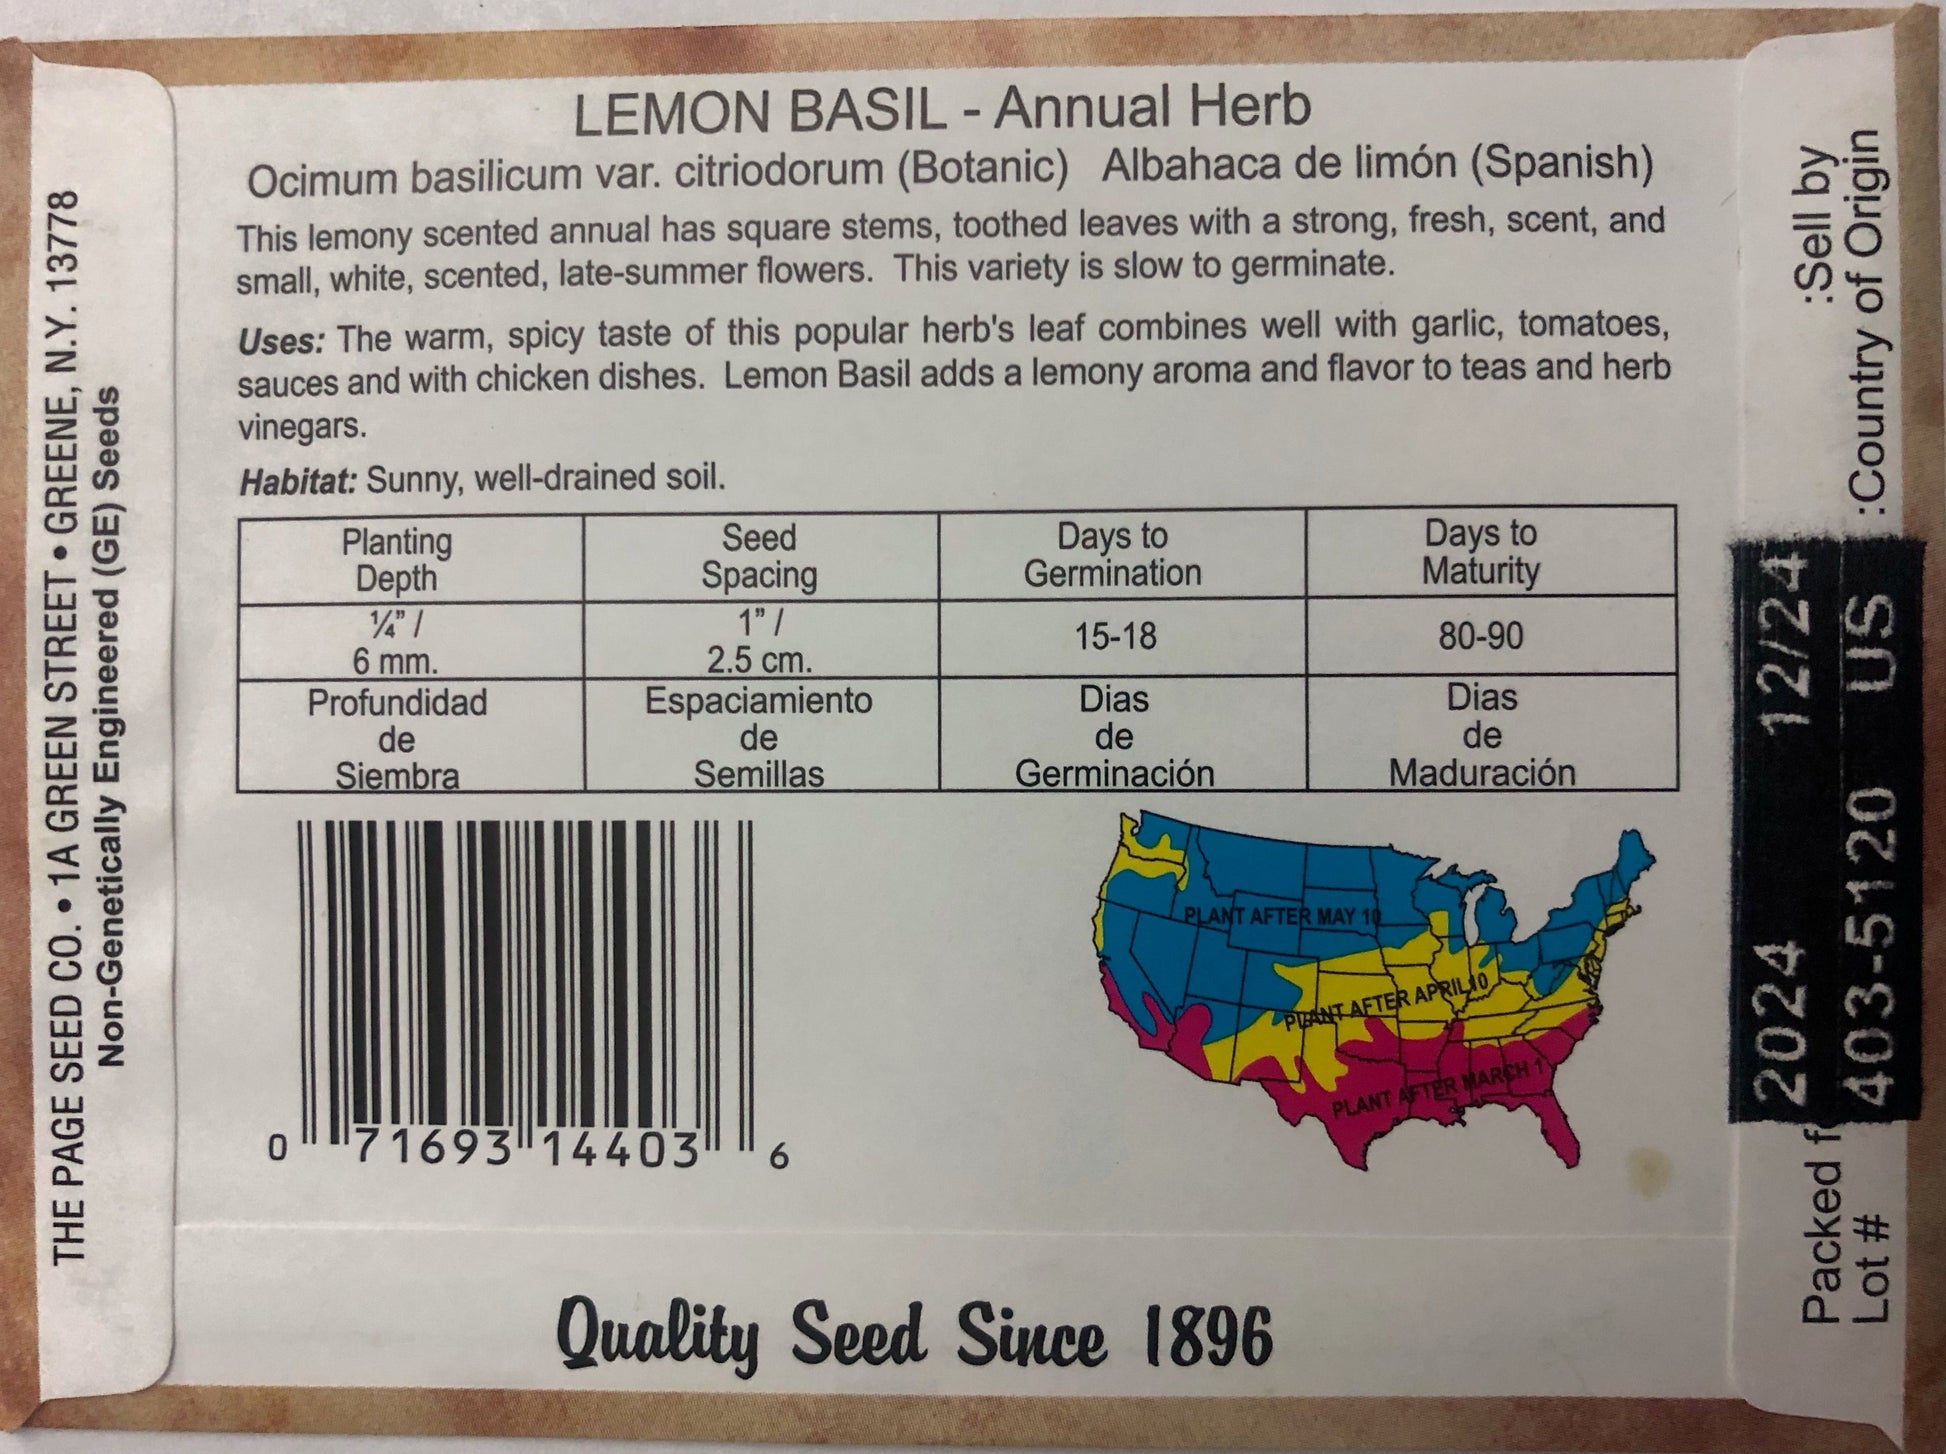 LEMON BASIL - Annual Herb
Ocimum basilicum var. citriodorum (Botanic) Albahaca de limón (Spanish)
This lemony scented annual has square stems, toothed leaves with a strong, fresh, scent, and
small, white, scented, late-summer flowers. This variety is slow to germinate.
Uses: The warm, spicy taste of this popular herb's leaf combines well with garlic, tomatoes,
sauces and with chicken dishes. Lemon Basil adds a lemony aroma and flavor to teas and herb
vinegars.
Habitat: Sunny, well-drained soil.
Planting
Depth
Seed
Spacing
Days to
Germination
Days to
Maturity
¼” /
6 mm.
1” /
2.5 cm.
15-18
80-90
Profundidad
de
Siembra
Espaciamiento
de
Semillas
Dias
de
Germinación
Dias
de
Maduración
0 71693 14403 6
PLANT AFTER MAY 10
PLANT AFTER APRIL 10
PLANT AFTER MARCH 1
Quality Seed Since 1896
THE PAGE SEED CO. • 1A GREEN STREET • GREENE, N.Y. 13778
Non-Genetically Engineered (GE) Seeds
Packed 2024 12/24 :Sell by
Lot # 403-5120 US :Country of Origin